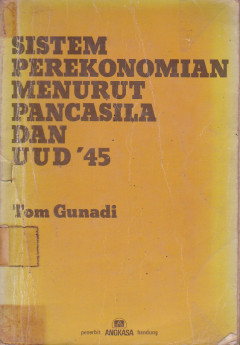 SISTEM
PEREKONOMIAN
MENURUT
PANCASILA
DAN
UUD '45
Tom Gunadi
penerbit ANGKASA bandung